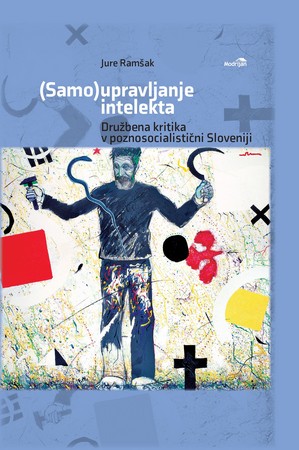 Jure Ramšak
Modrijan
(Samo)upravljanje
intelekta
Družbena kritika
v poznosocialistični Sloveniji